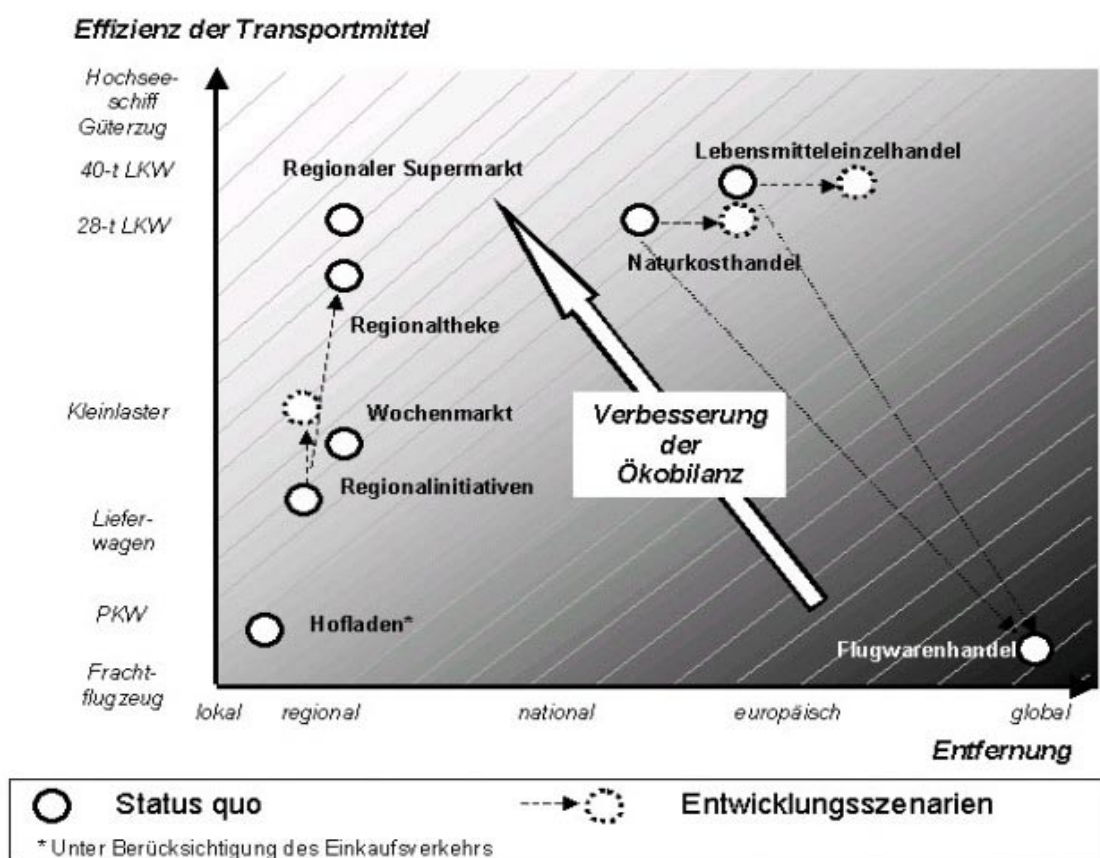 Effizienz der Transportmittel
Hochsee-
schiff
Güterzug
40-t LKW
28-t LKW
Kleinlaster
Liefer-
wagen
PKW
Fracht-
flugzeug
Lebensmitteleinzelhandel
Regionaler Supermarkt
Naturkosthandel
Regionaltheke
Wochenmarkt
Verbesserung
der
Ökobilanz
Regionalinitiativen
Hofladen*
Flugwarenhandel
lokal regional national europäisch global
Entfernung
Status quo Entwicklungsszenarien
* Unter Berücksichtigung des Einkaufsverkehrs